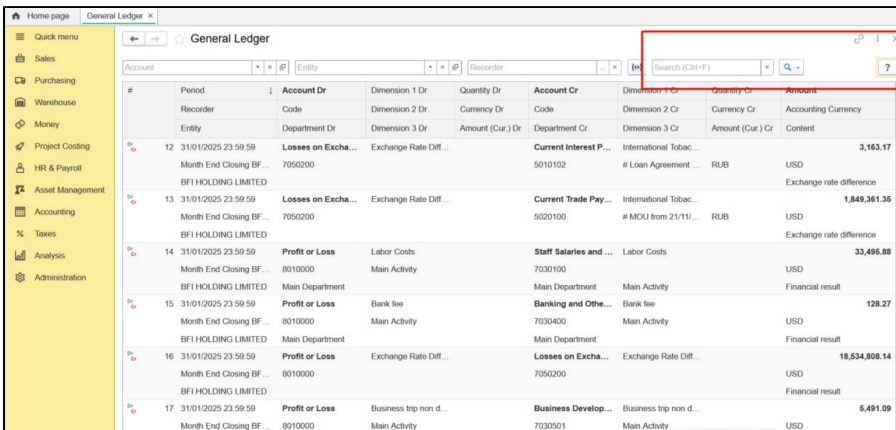 Home page General Ledger ×
Quick menu
Sales
Purchasing
Warehouse
Money
Project Costing
HR & Payroll
Asset Management
Accounting
Taxes
Analysis
Administration
General Ledger
Account Entity Recorder ... × Search (Ctrl+F) × ?
# Period ↓ Account Dr Dimension 1 Dr Quantity Dr Account Cr Dimension 1 Cr Quantity Cr Amount
Recorder Code Dimension 2 Dr Currency Dr Code Dimension 2 Cr Currency Cr Accounting Currency
Entity Department Dr Dimension 3 Dr Amount (Cur.) Dr Department Cr Dimension 3 Cr Amount (Cur.) Cr Content
Dr Cr 12 31/01/2025 23:59:59 Losses on Excha... Exchange Rate Diff... Current Interest P... International Tobac... 3,163.17
Month End Closing BF... 7050200 5010102 # Loan Agreement ... RUB USD
BFI HOLDING LIMITED Exchange rate difference
Dr Cr 13 31/01/2025 23:59:59 Losses on Excha... Exchange Rate Diff... Current Trade Pay... International Tobac... 1,849,361.35
Month End Closing BF... 7050200 5020100 # MOU from 21/11/... RUB USD
BFI HOLDING LIMITED Exchange rate difference
Dr Cr 14 31/01/2025 23:59:59 Profit or Loss Labor Costs Staff Salaries and ... Labor Costs 33,495.88
Month End Closing BF... 8010000 Main Activity 7030100 USD
BFI HOLDING LIMITED Main Department Main Department Main Activity Financial result
Dr Cr 15 31/01/2025 23:59:59 Profit or Loss Bank fee Banking and Othe... Bank fee 128.27
Month End Closing BF... 8010000 Main Activity 7030400 Main Activity USD
BFI HOLDING LIMITED Main Department Main Department Financial result
Dr Cr 16 31/01/2025 23:59:59 Profit or Loss Exchange Rate Diff... Losses on Excha... Exchange Rate Diff... 18,534,808.14
Month End Closing BF... 8010000 7050200 USD
BFI HOLDING LIMITED Financial result
Dr Cr 17 31/01/2025 23:59:59 Profit or Loss Business trip non d... Business Develop... Business trip non d... 5,491.09
Month End Closing BF... 8010000 Main Activity 7030501 Main Activity USD